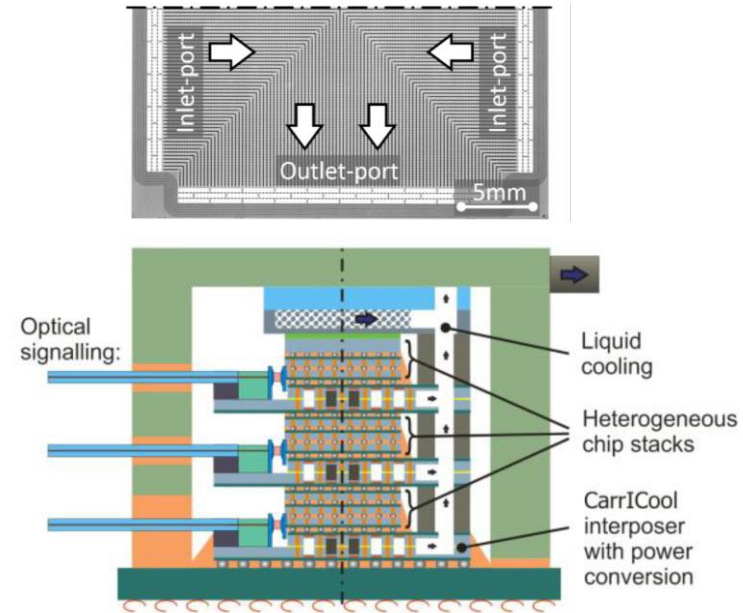 Inlet-port
Inlet-port
Outlet-port
5mm
Optical
signalling:
Liquid
cooling
Heterogeneous
chip stacks
CarrICool
interposer
with power
conversion